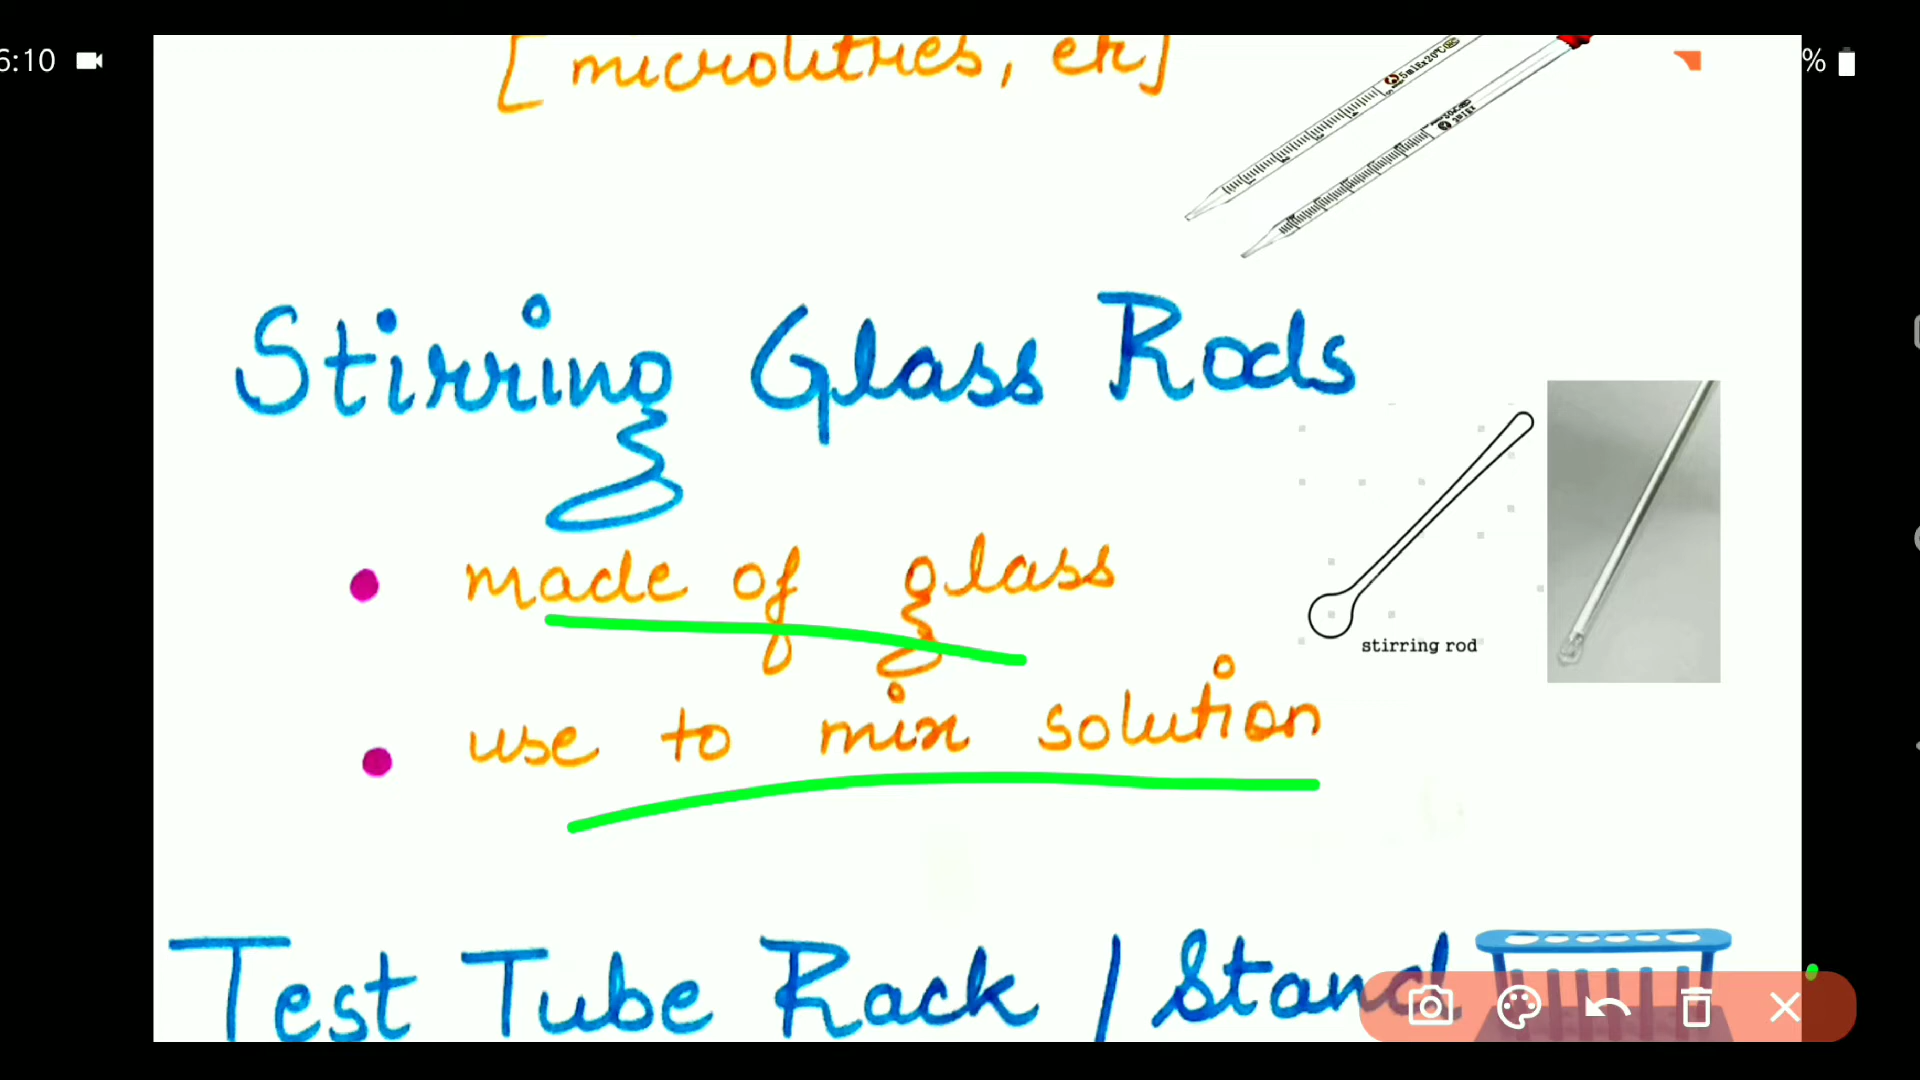 6:10
%
[microlitres, etc]
5mlEx20°C
Stirring Glass Rods
• made of glass
• use to mix solution
stirring rod
Test Tube Rack / Stand